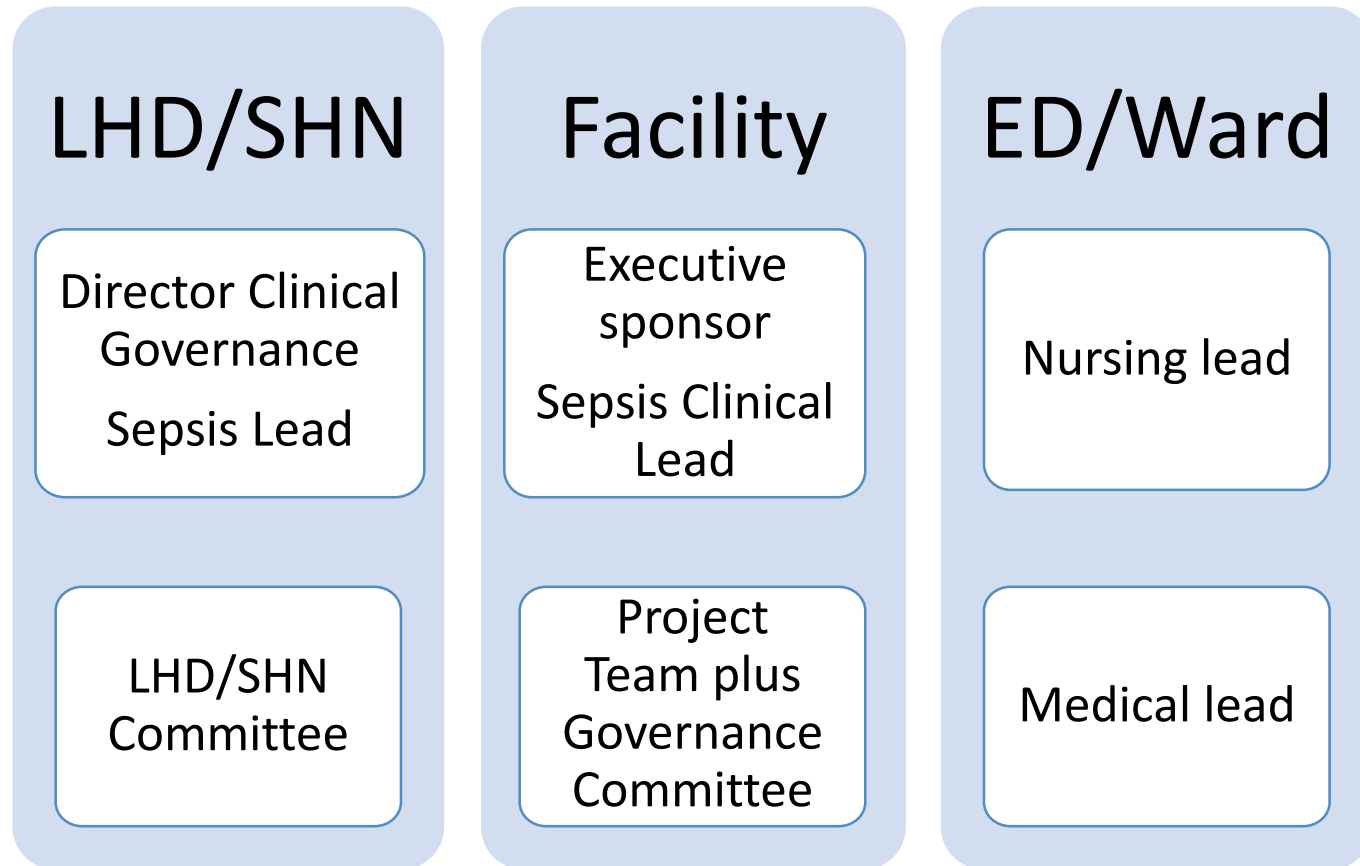 LHD/SHN
Director Clinical
Governance
Sepsis Lead
LHD/SHN
Committee
Facility
Executive
sponsor
Sepsis Clinical
Lead
Project
Team plus
Governance
Committee
ED/Ward
Nursing lead
Medical lead